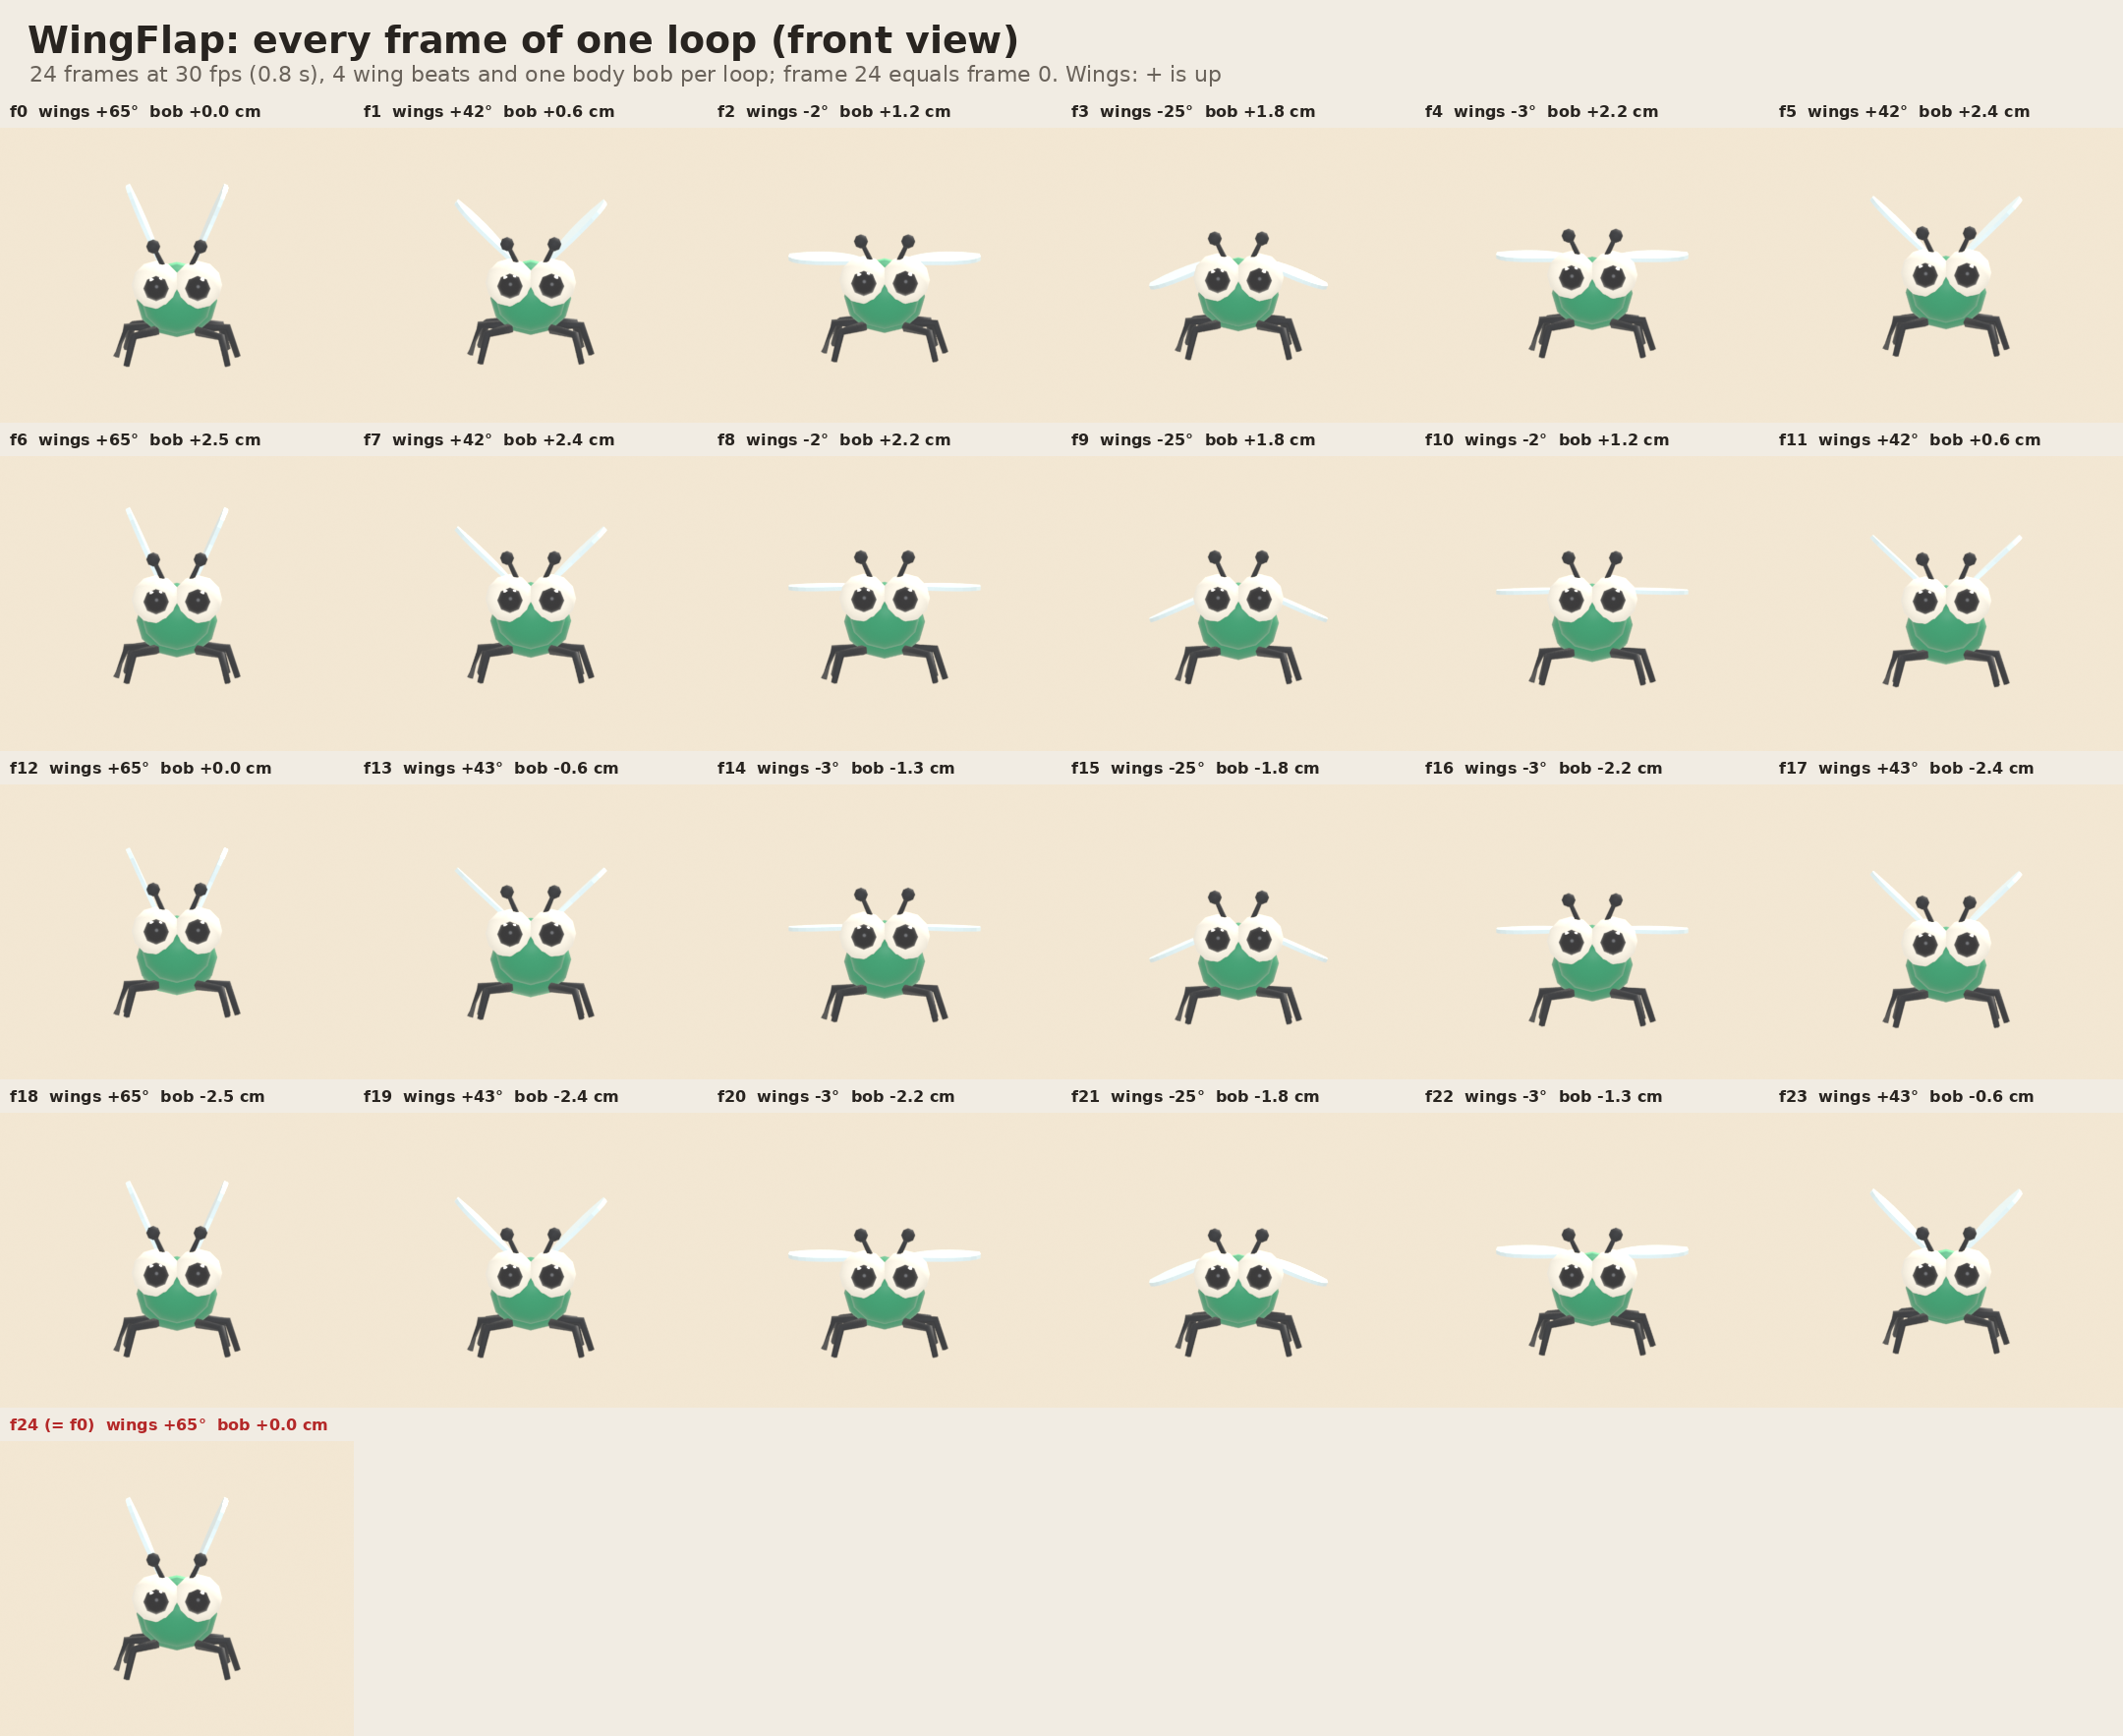 WingFlap: every frame of one loop (front view)
24 frames at 30 fps (0.8 s), 4 wing beats and one body bob per loop; frame 24 equals frame 0. Wings: + is up
f0  wings +65°  bob +0.0 cm
f1  wings +42°  bob +0.6 cm
f2  wings -2°  bob +1.2 cm
f3  wings -25°  bob +1.8 cm
f4  wings -3°  bob +2.2 cm
f5  wings +42°  bob +2.4 cm
f6  wings +65°  bob +2.5 cm
f7  wings +42°  bob +2.4 cm
f8  wings -2°  bob +2.2 cm
f9  wings -25°  bob +1.8 cm
f10  wings -2°  bob +1.2 cm
f11  wings +42°  bob +0.6 cm
f12  wings +65°  bob +0.0 cm
f13  wings +43°  bob -0.6 cm
f14  wings -3°  bob -1.3 cm
f15  wings -25°  bob -1.8 cm
f16  wings -3°  bob -2.2 cm
f17  wings +43°  bob -2.4 cm
f18  wings +65°  bob -2.5 cm
f19  wings +43°  bob -2.4 cm
f20  wings -3°  bob -2.2 cm
f21  wings -25°  bob -1.8 cm
f22  wings -3°  bob -1.3 cm
f23  wings +43°  bob -0.6 cm
f24 (= f0)  wings +65°  bob +0.0 cm